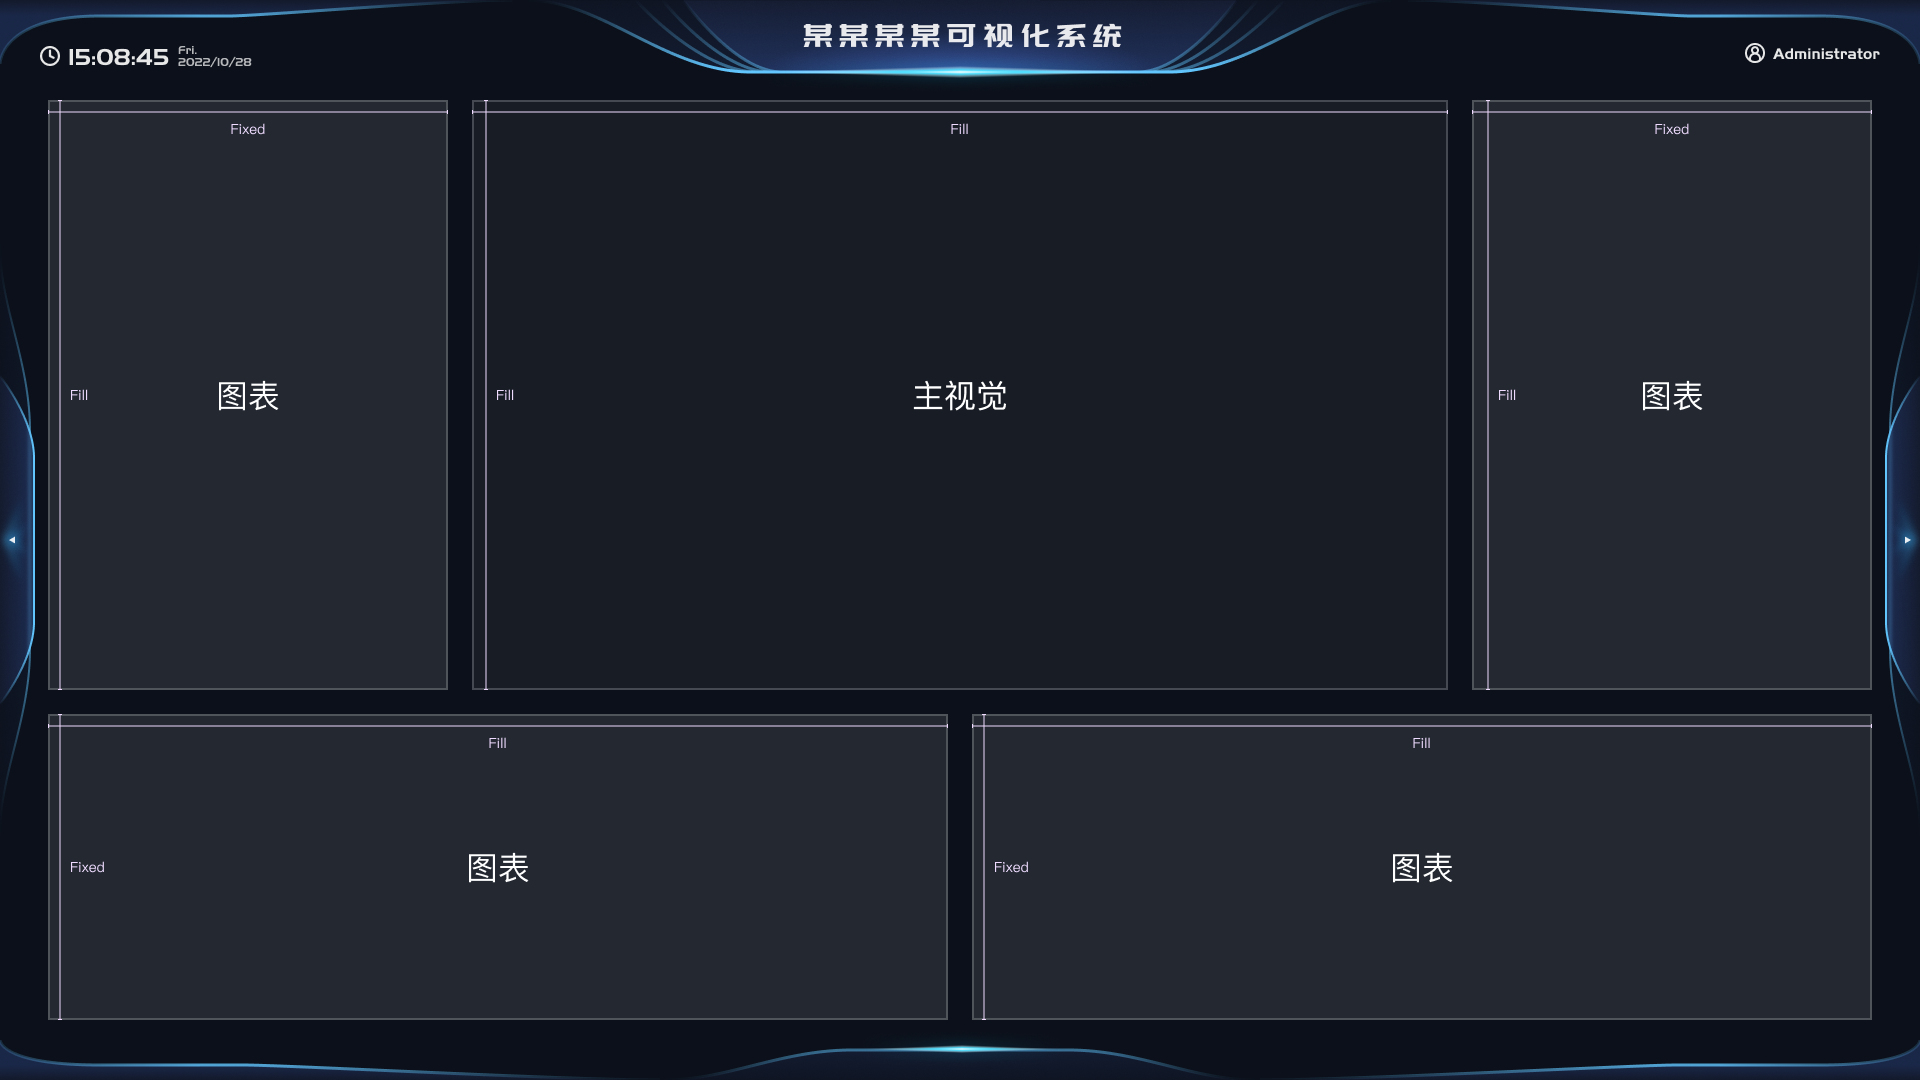 某某某某可视化系统
15:08:45
Fri.
2022/10/28
Administrator
Fixed
Fill
图表
Fill
Fill
主视觉
Fixed
Fill
图表
Fill
Fixed
图表
Fill
Fixed
图表